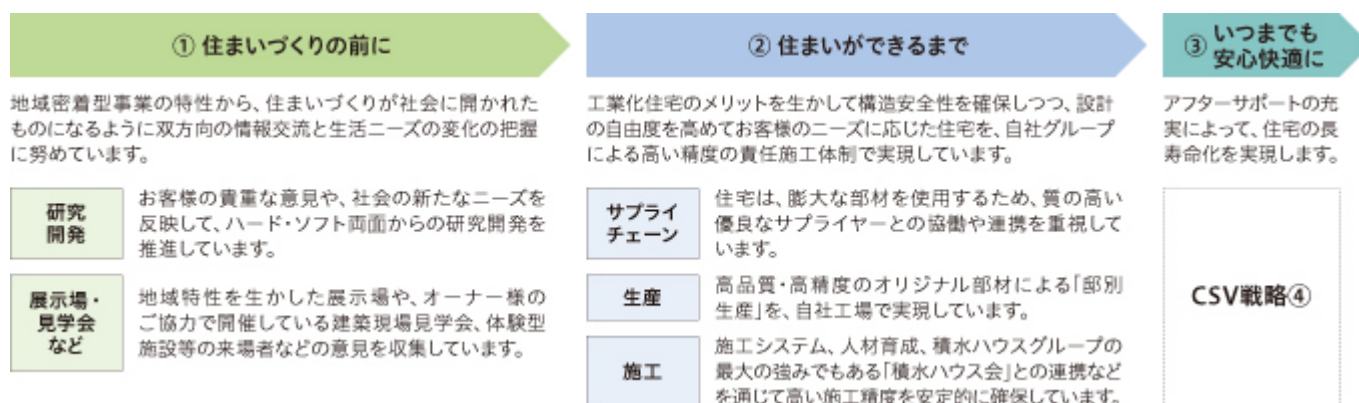 ① 住まいづくりの前に
地域密着型事業の特性から、住まいづくりが社会に開かれた
ものになるように双方向の情報交流と生活ニーズの変化の把握
に努めています。
研究
開発
お客様の貴重な意見や、社会の新たなニーズを
反映して、ハード・ソフト両面からの研究開発を
推進しています。
展示場・
見学会
など
地域特性を生かした展示場や、オーナー様の
ご協力で開催している建築現場見学会、体験型
施設等の来場者などの意見を収集しています。
② 住まいができるまで
工業化住宅のメリットを生かして構造安全性を確保しつつ、設計
の自由度を高めてお客様のニーズに応じた住宅を、自社グループ
による高い精度の責任施工体制で実現しています。
サプライ
チェーン
住宅は、膨大な部材を使用するため、質の高い
優良なサプライヤーとの協働や連携を重視して
います。
生産
高品質・高精度のオリジナル部材による「邸別
生産」を、自社工場で実現しています。
施工
施工システム、人材育成、積水ハウスグループの
最大の強みでもある「積水ハウス会」との連携など
を通じて高い施工精度を安定的に確保しています。
③ いつまでも
安心快適に
アフターサポートの充
実によって、住宅の長
寿命化を実現します。
CSV戦略④